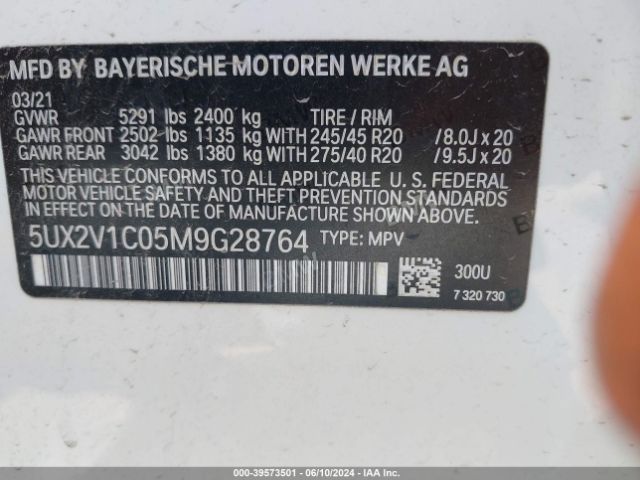 MFD BY BAYERISCHE MOTOREN WERKE AG
03/21
GVWR 5291 lbs 2400 kg TIRE / RIM
GAWR FRONT 2502 lbs 1135 kg WITH 245/45 R20 /8.0J x 20
GAWR REAR 3042 lbs 1380 kg WITH 275/40 R20 /9.5J x 20
THIS VEHICLE CONFORMS TO ALL APPLICABLE U. S. FEDERAL
MOTOR VEHICLE SAFETY AND THEFT PREVENTION STANDARDS
IN EFFECT ON THE DATE OF MANUFACTURE SHOWN ABOVE.
5UX2V1C05M9G28764 TYPE: MPV
300U
7 320 730
000-39573501 - 06/10/2024 - IAA Inc.